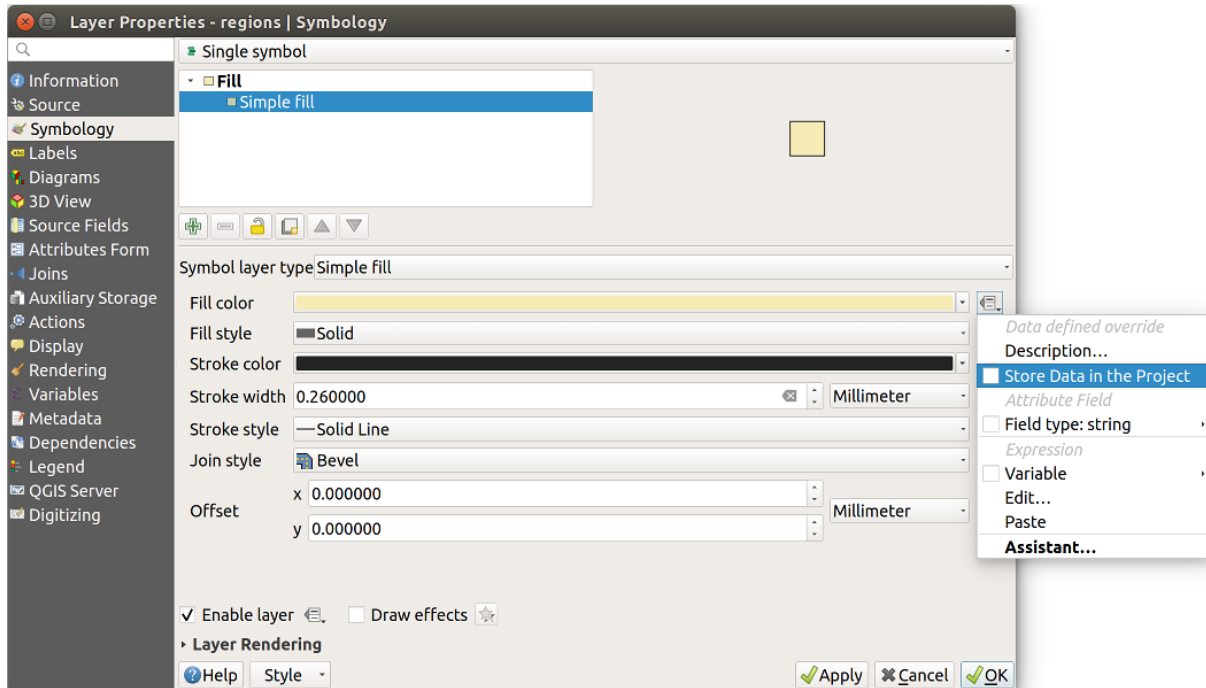 Layer Properties - regions | Symbology
Information
Source
Symbology
Labels
Diagrams
3D View
Source Fields
Attributes Form
Joins
Auxiliary Storage
Actions
Display
Rendering
Variables
Metadata
Dependencies
Legend
QGIS Server
Digitizing
Single symbol
Fill
Simple fill
Symbol layer type Simple fill
Fill color
Fill style Solid
Stroke color
Stroke width 0.260000 Millimeter
Stroke style Solid Line
Join style Bevel
Offset
x 0.000000
Millimeter
y 0.000000
Enable layer Draw effects
Layer Rendering
Help Style Apply Cancel OK
Data defined override
Description...
Store Data in the Project
Attribute Field
Field type: string
Expression
Variable
Edit...
Paste
Assistant...